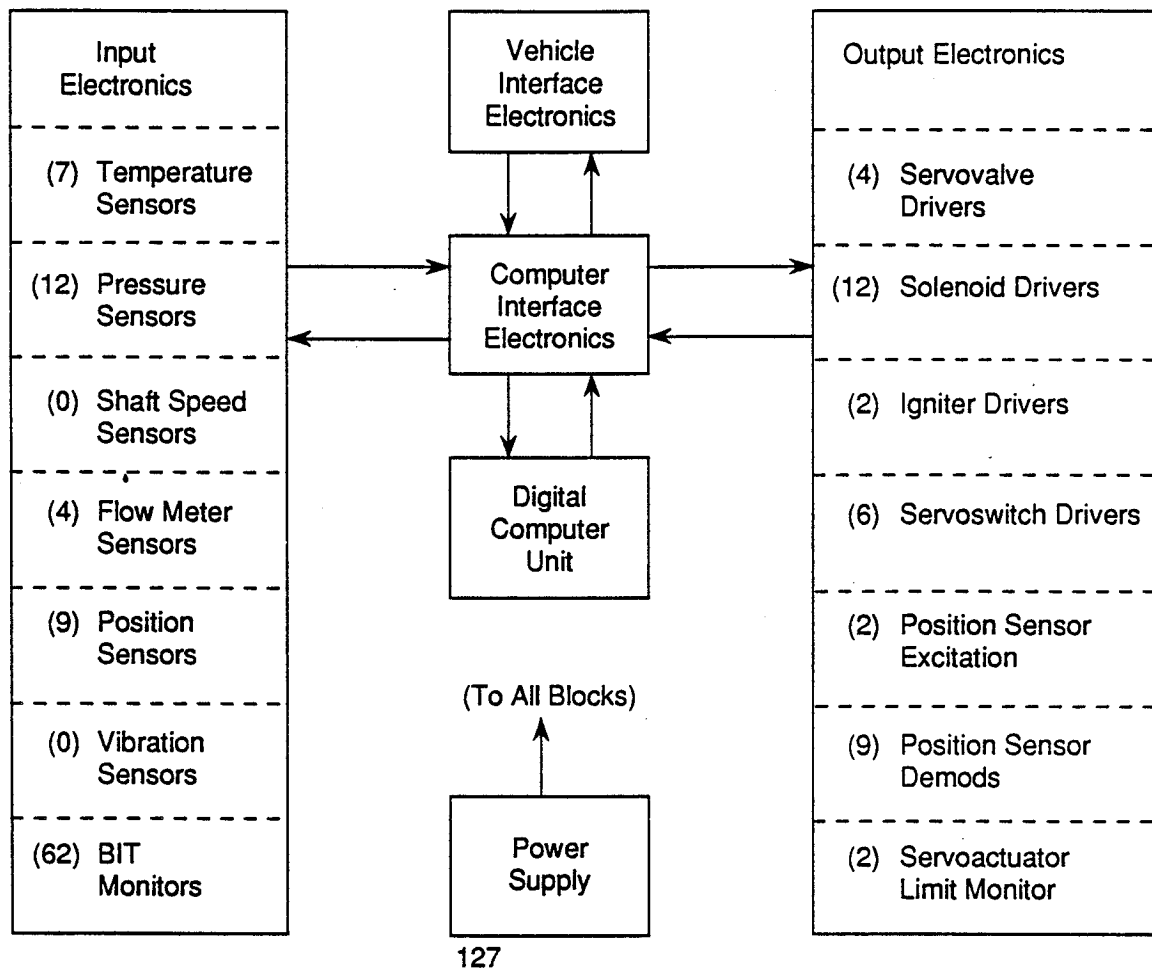 Input
Electronics
(7) Temperature
Sensors
(12) Pressure
Sensors
(0) Shaft Speed
Sensors
(4) Flow Meter
Sensors
(9) Position
Sensors
(0) Vibration
Sensors
(62) BIT
Monitors
Vehicle
Interface
Electronics
Computer
Interface
Electronics
Digital
Computer
Unit
(To All Blocks)
Power
Supply
Output Electronics
(4) Servovalve
Drivers
(12) Solenoid Drivers
(2) Igniter Drivers
(6) Servoswitch Drivers
(2) Position Sensor
Excitation
(9) Position Sensor
Demods
(2) Servoactuator
Limit Monitor
127